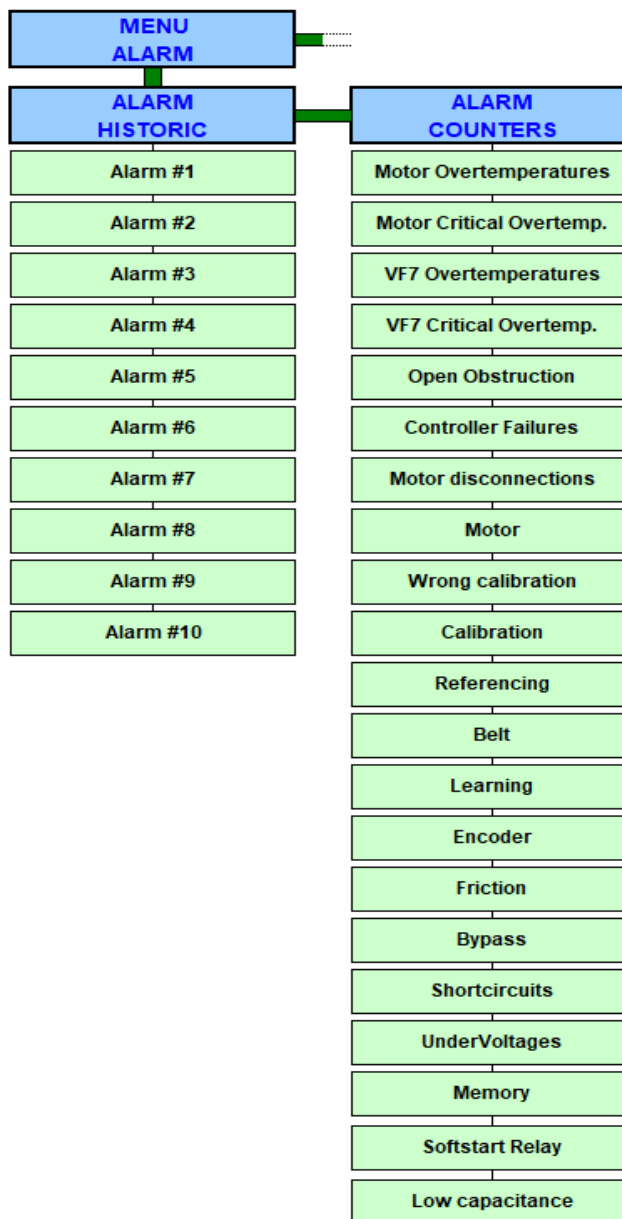 MENU
ALARM
ALARM
HISTORIC
Alarm #1
Alarm #2
Alarm #3
Alarm #4
Alarm #5
Alarm #6
Alarm #7
Alarm #8
Alarm #9
Alarm #10
ALARM
COUNTERS
Motor Overtemperatures
Motor Critical Overtemp.
VF7 Overtemperatures
VF7 Critical Overtemp.
Open Obstruction
Controller Failures
Motor disconnections
Motor
Wrong calibration
Calibration
Referencing
Belt
Learning
Encoder
Friction
Bypass
Shortcircuits
UnderVoltages
Memory
Softstart Relay
Low capacitance